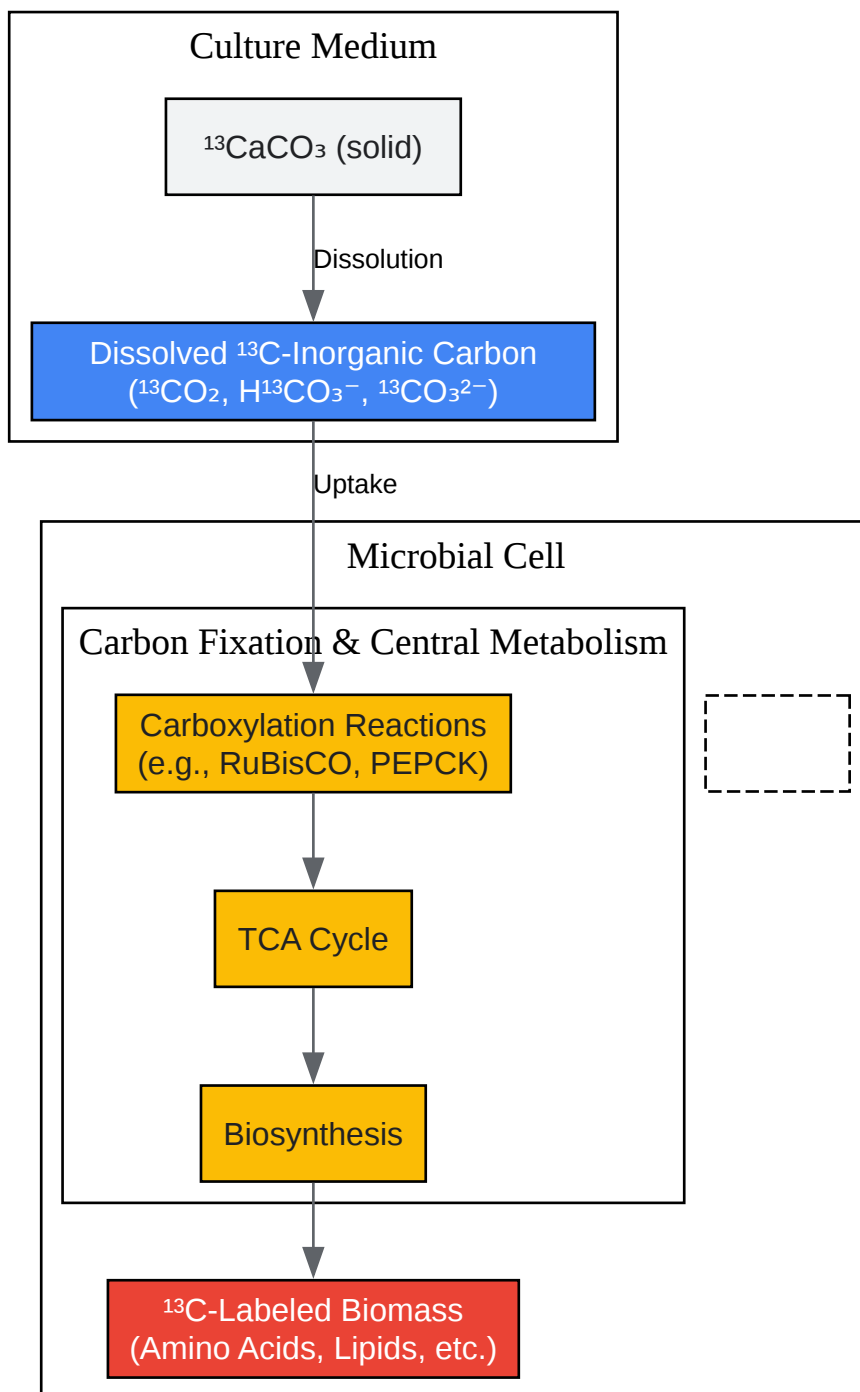 Culture Medium
¹³CaCO₃ (solid)
Dissolution
Dissolved ¹³C-Inorganic Carbon
(¹³CO₂, H¹³CO₃⁻, ¹³CO₃²⁻)
Uptake
Microbial Cell
Carbon Fixation & Central Metabolism
Carboxylation Reactions
(e.g., RuBisCO, PEPCK)
TCA Cycle
Biosynthesis
¹³C-Labeled Biomass
(Amino Acids, Lipids, etc.)